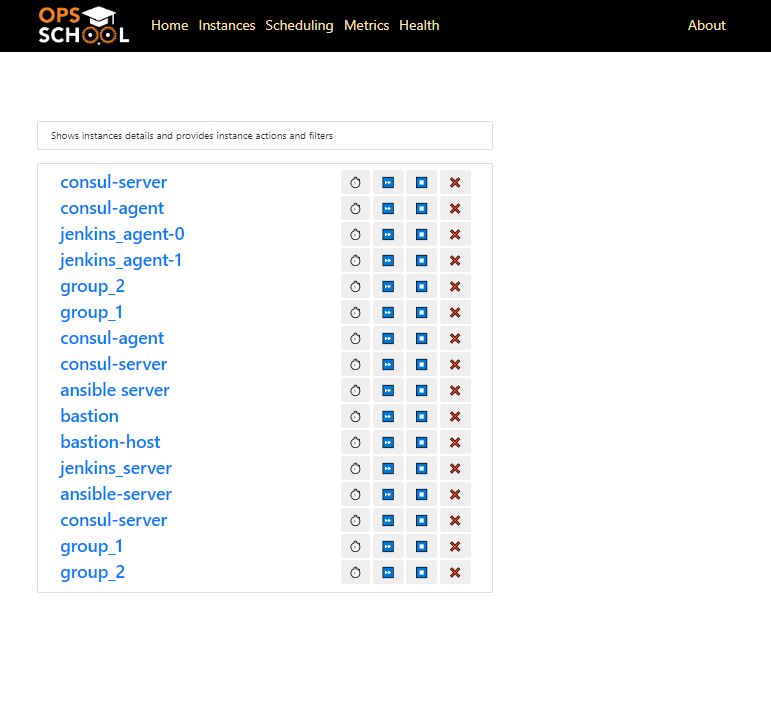 OPS
SCHOOL
Home Instances Scheduling Metrics Health About
Shows instances details and provides instance actions and filters
consul-server
consul-agent
jenkins_agent-0
jenkins_agent-1
group_2
group_1
consul-agent
consul-server
ansible server
bastion
bastion-host
jenkins_server
ansible-server
consul-server
group_1
group_2